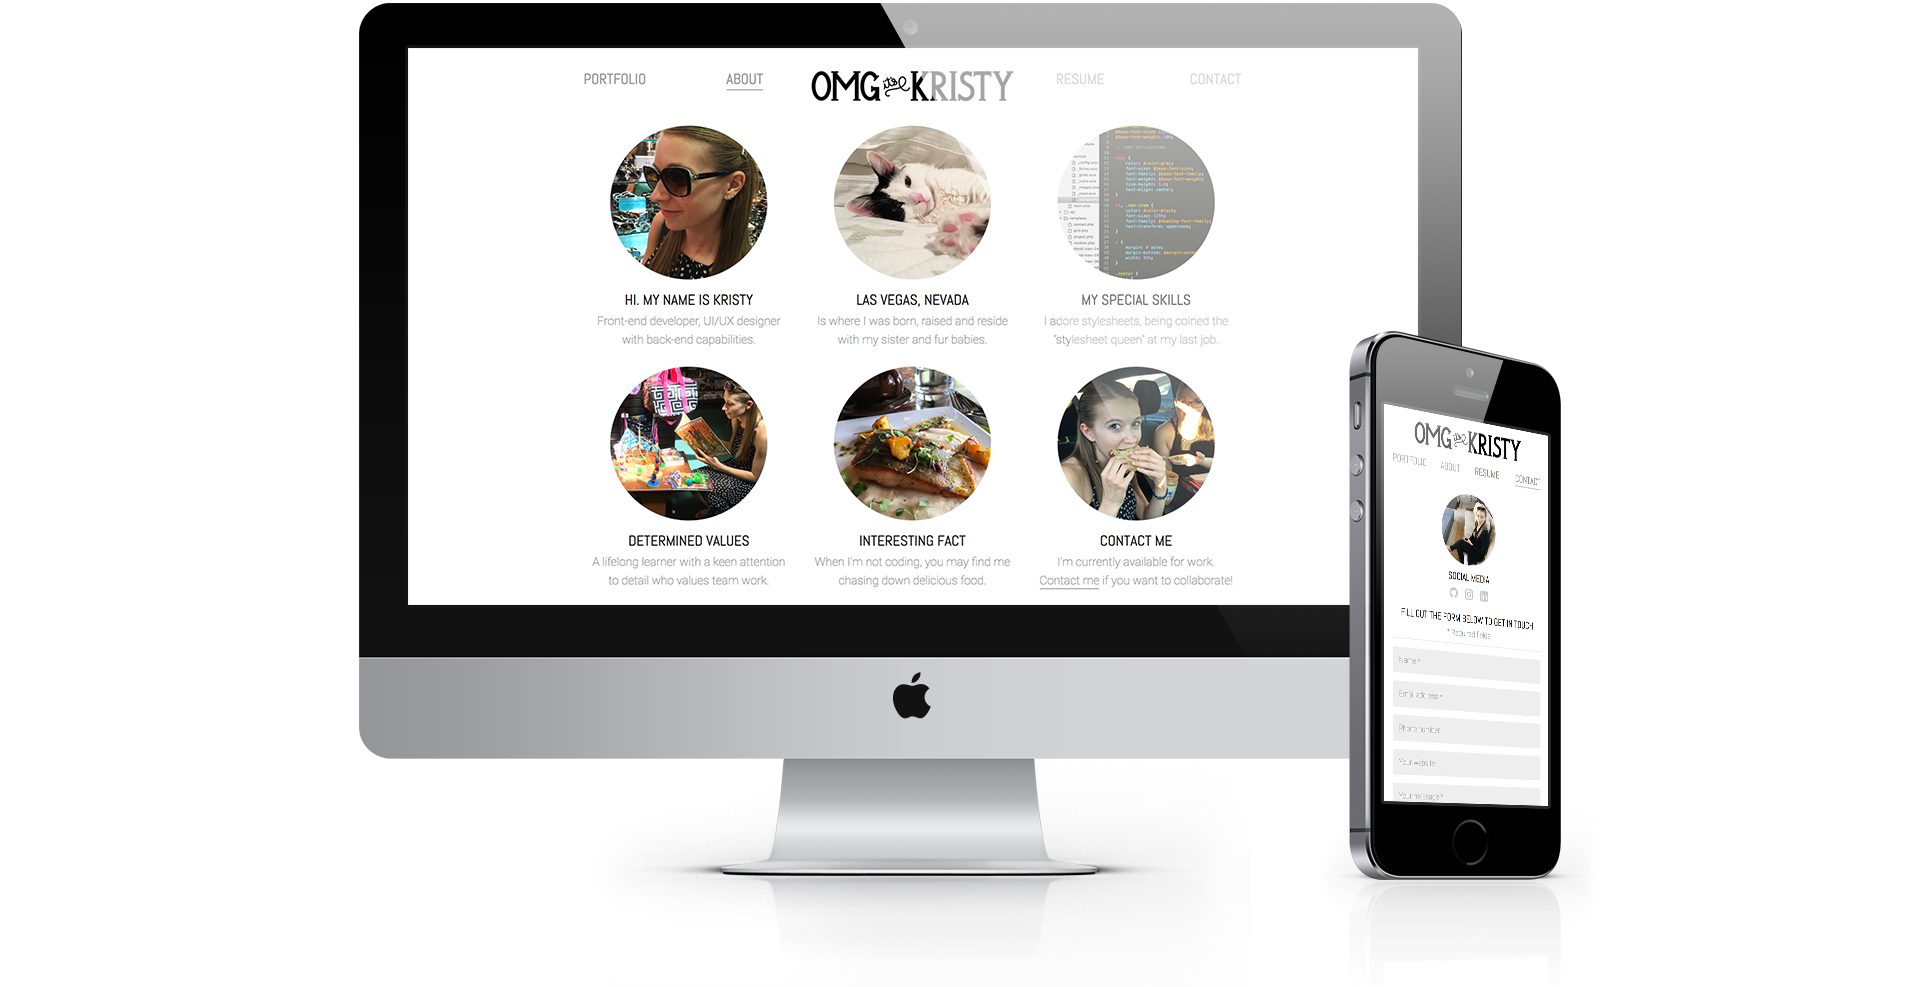 PORTFOLIO ABOUT OMG it's KRISTY RESUME CONTACT
HI. MY NAME IS KRISTY
Front-end developer, UI/UX designer
with back-end capabilities.
LAS VEGAS, NEVADA
Is where I was born, raised and reside
with my sister and fur babies.
MY SPECIAL SKILLS
I adore stylesheets, being coined the
"stylesheet queen" at my last job.
DETERMINED VALUES
A lifelong learner with a keen attention
to detail who values team work.
INTERESTING FACT
When I'm not coding, you may find me
chasing down delicious food.
CONTACT ME
I'm currently available for work.
Contact me if you want to collaborate!
OMG it's KRISTY
PORTFOLIO ABOUT RESUME CONTACT
SOCIAL MEDIA
FILL OUT THE FORM BELOW TO GET IN TOUCH
* Required fields
Name *
Email address *
Phone number
Your website
Your message *